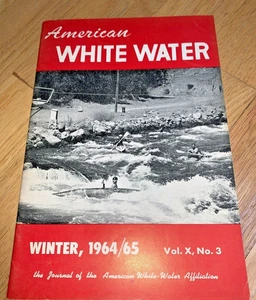 American
WHITE WATER
WINTER, 1964/65 Vol. X, No. 3
the Journal of the American White-Water Affiliation